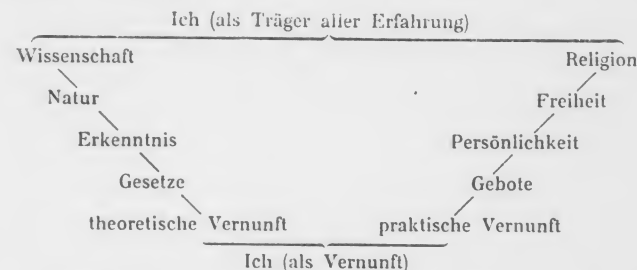 Ich (als Träger aller Erfahrung)
Wissenschaft Religion
Natur Freiheit
Erkenntnis Persönlichkeit
Gesetze Gebote
theoretische Vernunft praktische Vernunft
Ich (als Vernunft)